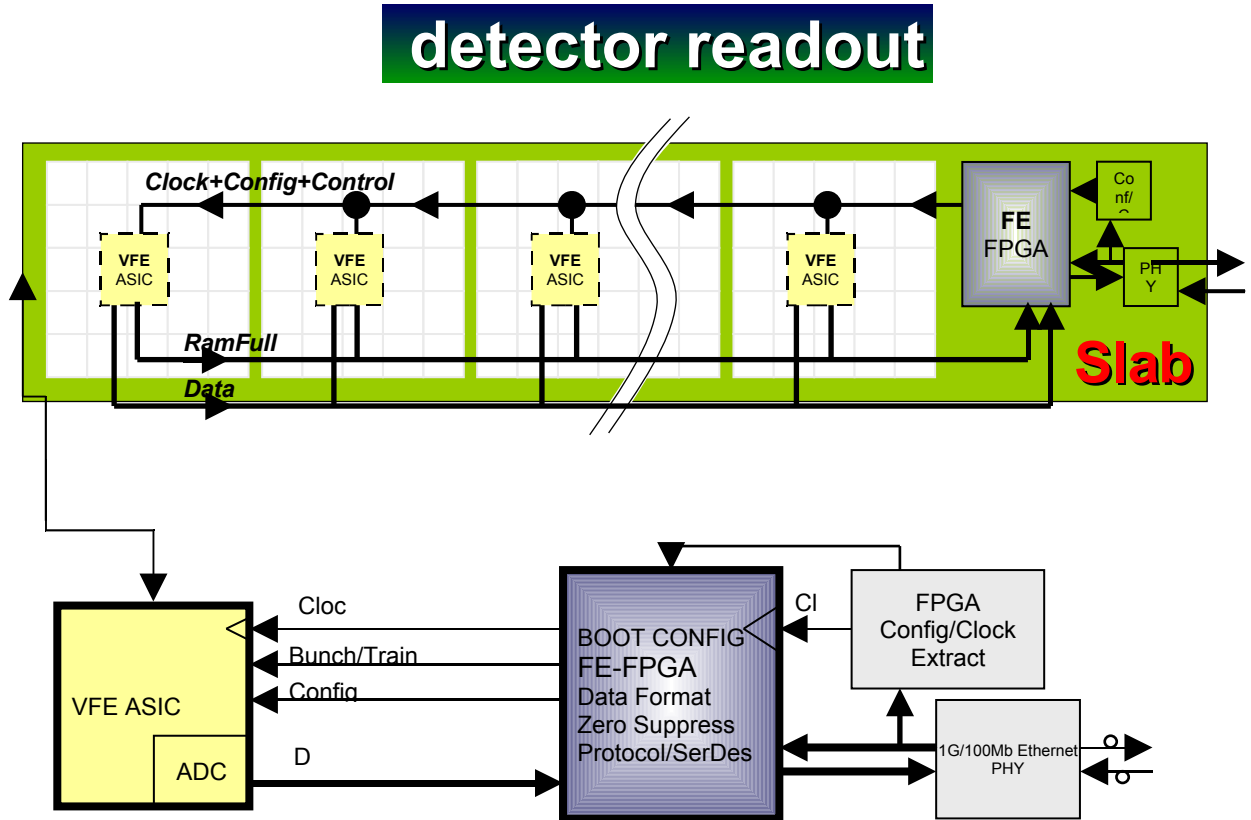 detector readout
Clock+Config+Control
VFE
ASIC
VFE
ASIC
VFE
ASIC
VFE
ASIC
FE
FPGA
Co
nf/
PH
Y
RamFull
Data
Slab
Cloc
Bunch/Train
Config
VFE ASIC
ADC
D
BOOT CONFIG
FE-FPGA
Data Format
Zero Suppress
Protocol/SerDes
Cl
FPGA
Config/Clock
Extract
1G/100Mb Ethernet
PHY